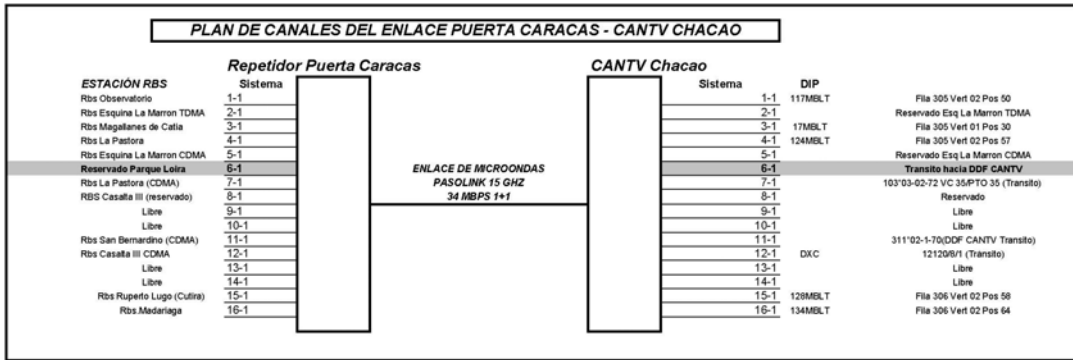 PLAN DE CANALES DEL ENLACE PUERTA CARACAS - CANTV CHACAO
Repetidor Puerta Caracas CANTV Chacao
ESTACIÓN RBS Sistema Sistema DIP
Rbs Observatorio 1-1 1-1 117MBLT Fila 305 Vert 02 Pos 50
Rbs Esquina La Marron TDMA 2-1 2-1 Reservado Esq La Marron TDMA
Rbs Magallanes de Catia 3-1 3-1 17MBLT Fila 305 Vert 01 Pos 30
Rbs La Pastora 4-1 4-1 124MBLT Fila 305 Vert 02 Pos 57
Rbs Esquina La Marron CDMA 5-1 5-1 Reservado Esq La Marron CDMA
Reservado Parque Loira 6-1 ENLACE DE MICROONDAS 6-1 Transito hacia DDF CANTV
Rbs La Pastora (CDMA) 7-1 PASOLINK 15 GHZ 7-1 103*03-02-72 VC 35/PTO 35 (Transito)
RBS Casalta III (reservado) 8-1 34 MBPS 1+1 8-1 Reservado
Libre 9-1 9-1 Libre
Libre 10-1 10-1 Libre
Rbs San Bernardino (CDMA) 11-1 11-1 311*02-1-70(DDF CANTV Transito)
Rbs Casalta III CDMA 12-1 12-1 DXC 12120/8/1 (Transito)
Libre 13-1 13-1 Libre
Libre 14-1 14-1 Libre
Rbs Ruperto Lugo (Cutira) 15-1 15-1 128MBLT Fila 306 Vert 02 Pos 58
Rbs.Madariaga 16-1 16-1 134MBLT Fila 306 Vert 02 Pos 64